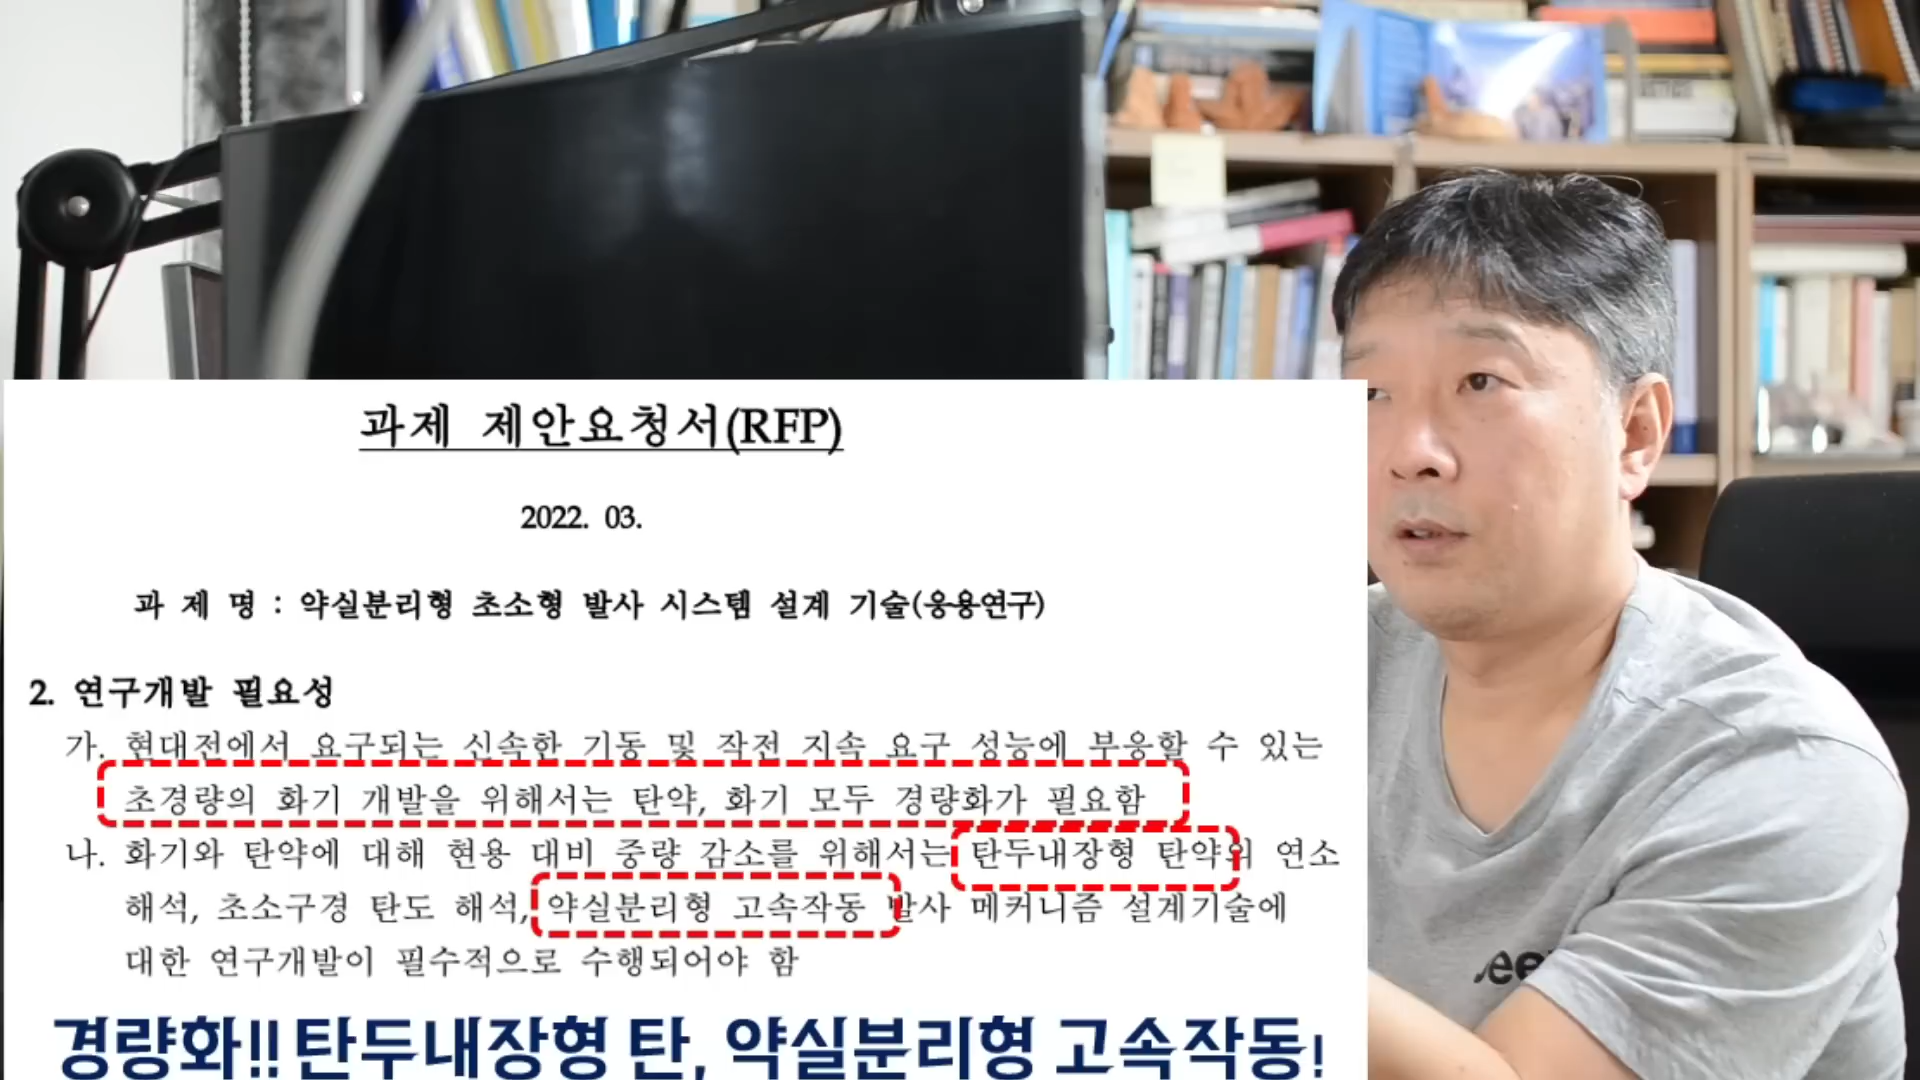 과제 제안요청서(RFP)
2022. 03.
과 제 명 : 약실분리형 초소형 발사 시스템 설계 기술(응용연구)
2. 연구개발 필요성
가. 현대전에서 요구되는 신속한 기동 및 작전 지속 요구 성능에 부응할 수 있는
초경량의 화기 개발을 위해서는 탄약, 화기 모두 경량화가 필요함
나. 화기와 탄약에 대해 현용 대비 중량 감소를 위해서는 탄두내장형 탄약의 연소
해석, 초소구경 탄도 해석, 약실분리형 고속작동 발사 메커니즘 설계기술에
대한 연구개발이 필수적으로 수행되어야 함
경량화!! 탄두내장형 탄, 약실분리형 고속작동!